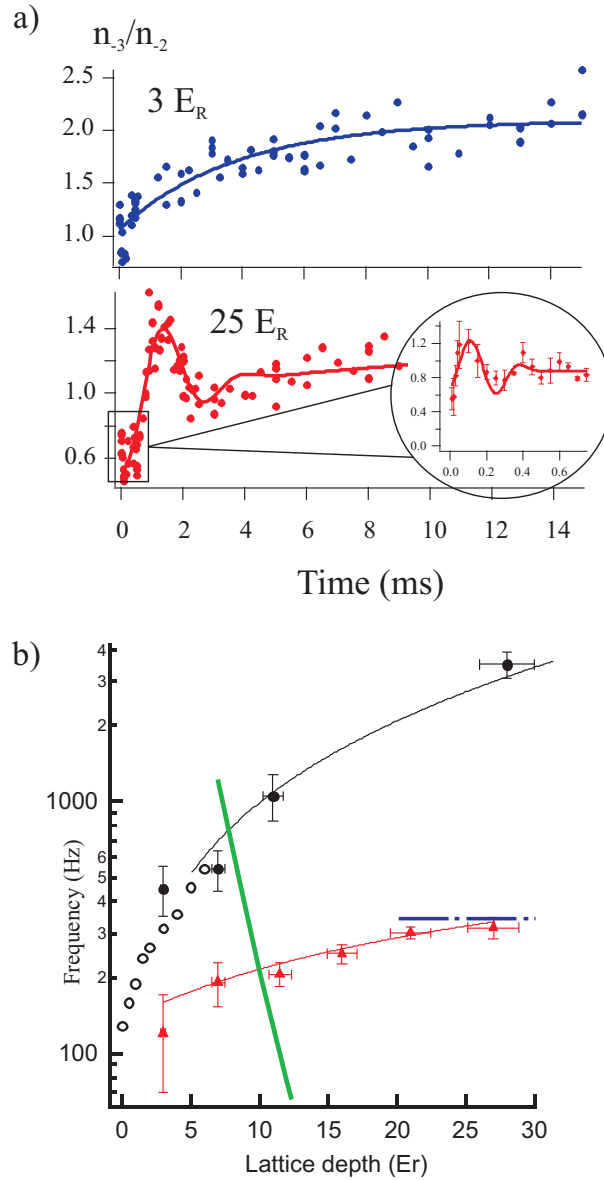 a)
n-3/n-2
2.5
3 ER
2.0
1.5
1.0
25 ER
1.4
1.0
0.6
1.2
0.8
0.4
0.0
0.0 0.2 0.4 0.6
0 2 4 6 8 10 12 14
Time (ms)
b)
4
3
2
1000
6
5
4
3
2
100
Frequency (Hz)
0 5 10 15 20 25 30
Lattice depth (Er)